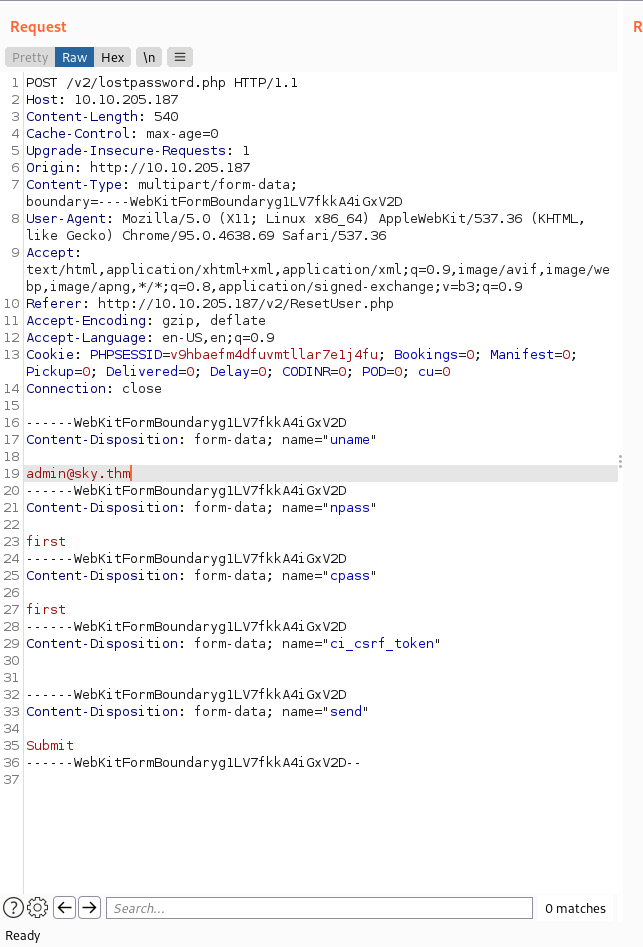 Request
R
Pretty Raw Hex \n
1 POST /v2/lostpassword.php HTTP/1.1
2 Host: 10.10.205.187
3 Content-Length: 540
4 Cache-Control: max-age=0
5 Upgrade-Insecure-Requests: 1
6 Origin: http://10.10.205.187
7 Content-Type: multipart/form-data;
boundary=----WebKitFormBoundaryg1LV7fkkA4iGxV2D
8 User-Agent: Mozilla/5.0 (X11; Linux x86_64) AppleWebKit/537.36 (KHTML,
like Gecko) Chrome/95.0.4638.69 Safari/537.36
9 Accept:
text/html,application/xhtml+xml,application/xml;q=0.9,image/avif,image/we
bp,image/apng,*/*;q=0.8,application/signed-exchange;v=b3;q=0.9
10 Referer: http://10.10.205.187/v2/ResetUser.php
11 Accept-Encoding: gzip, deflate
12 Accept-Language: en-US,en;q=0.9
13 Cookie: PHPSESSID=v9hbaefm4dfuvmtllar7e1j4fu; Bookings=0; Manifest=0;
Pickup=0; Delivered=0; Delay=0; CODINR=0; POD=0; cu=0
14 Connection: close
15
16 ------WebKitFormBoundaryg1LV7fkkA4iGxV2D
17 Content-Disposition: form-data; name="uname"
18
19 admin@sky.thm
20 ------WebKitFormBoundaryg1LV7fkkA4iGxV2D
21 Content-Disposition: form-data; name="npass"
22
23 first
24 ------WebKitFormBoundaryg1LV7fkkA4iGxV2D
25 Content-Disposition: form-data; name="cpass"
26
27 first
28 ------WebKitFormBoundaryg1LV7fkkA4iGxV2D
29 Content-Disposition: form-data; name="ci_csrf_token"
30
31
32 ------WebKitFormBoundaryg1LV7fkkA4iGxV2D
33 Content-Disposition: form-data; name="send"
34
35 Submit
36 ------WebKitFormBoundaryg1LV7fkkA4iGxV2D--
37
Search... 0 matches
Ready